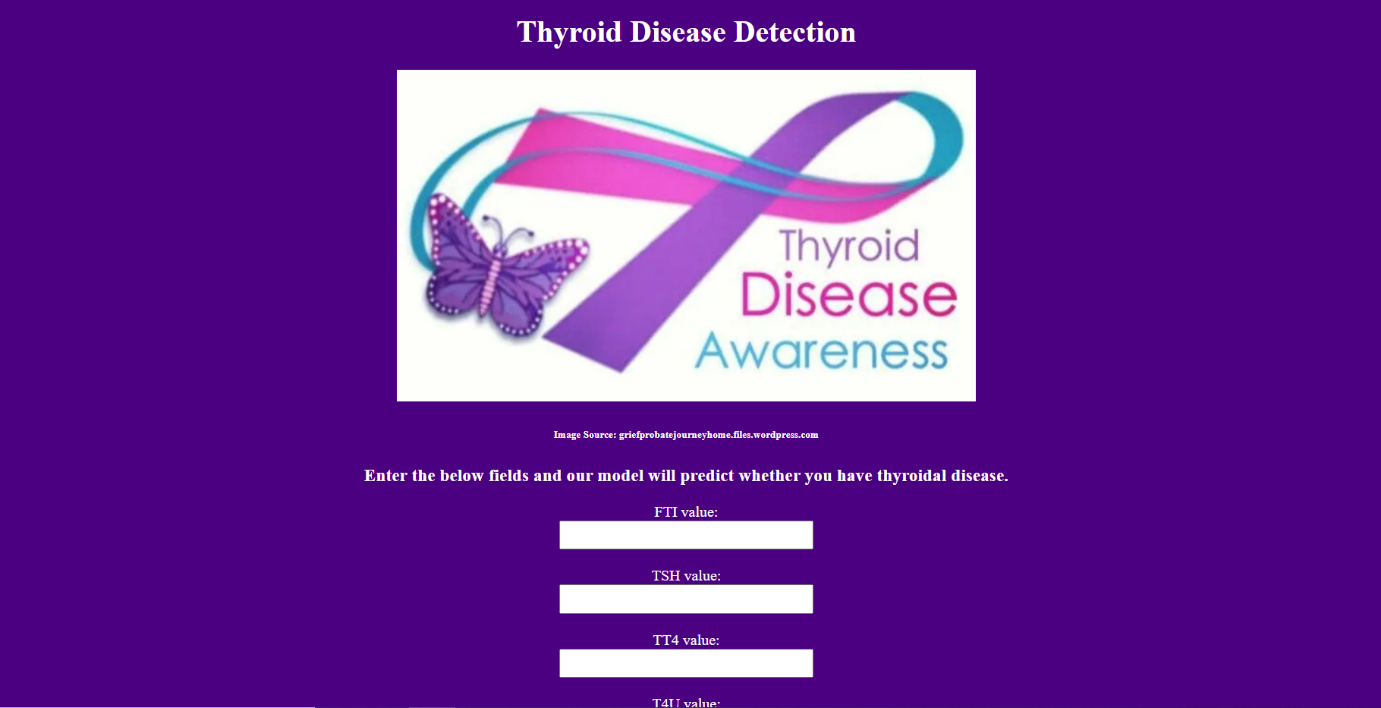 Thyroid Disease Detection
Thyroid
Disease
Awareness
Image Source: griefprobatejourneyhome.files.wordpress.com
Enter the below fields and our model will predict whether you have thyroidal disease.
FTI value:
TSH value:
TT4 value:
T4U value: